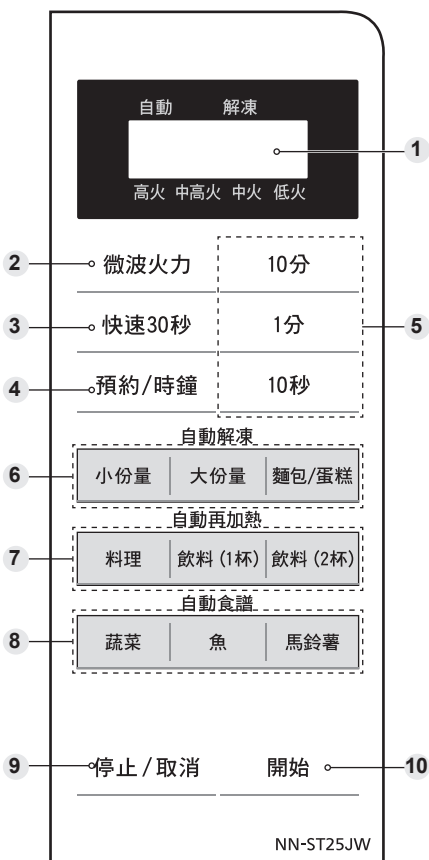 自動 解凍
1
高火 中高火 中火 低火
2 微波火力 10分
3 快速30秒 1分 5
4 預約/時鐘 10秒
自動解凍
6 小份量 大份量 麵包/蛋糕
自動再加熱
7 料理 飲料 (1杯) 飲料 (2杯)
自動食譜
8 蔬菜 魚 馬鈴薯
9 停止/取消 開始 10
NN-ST25JW